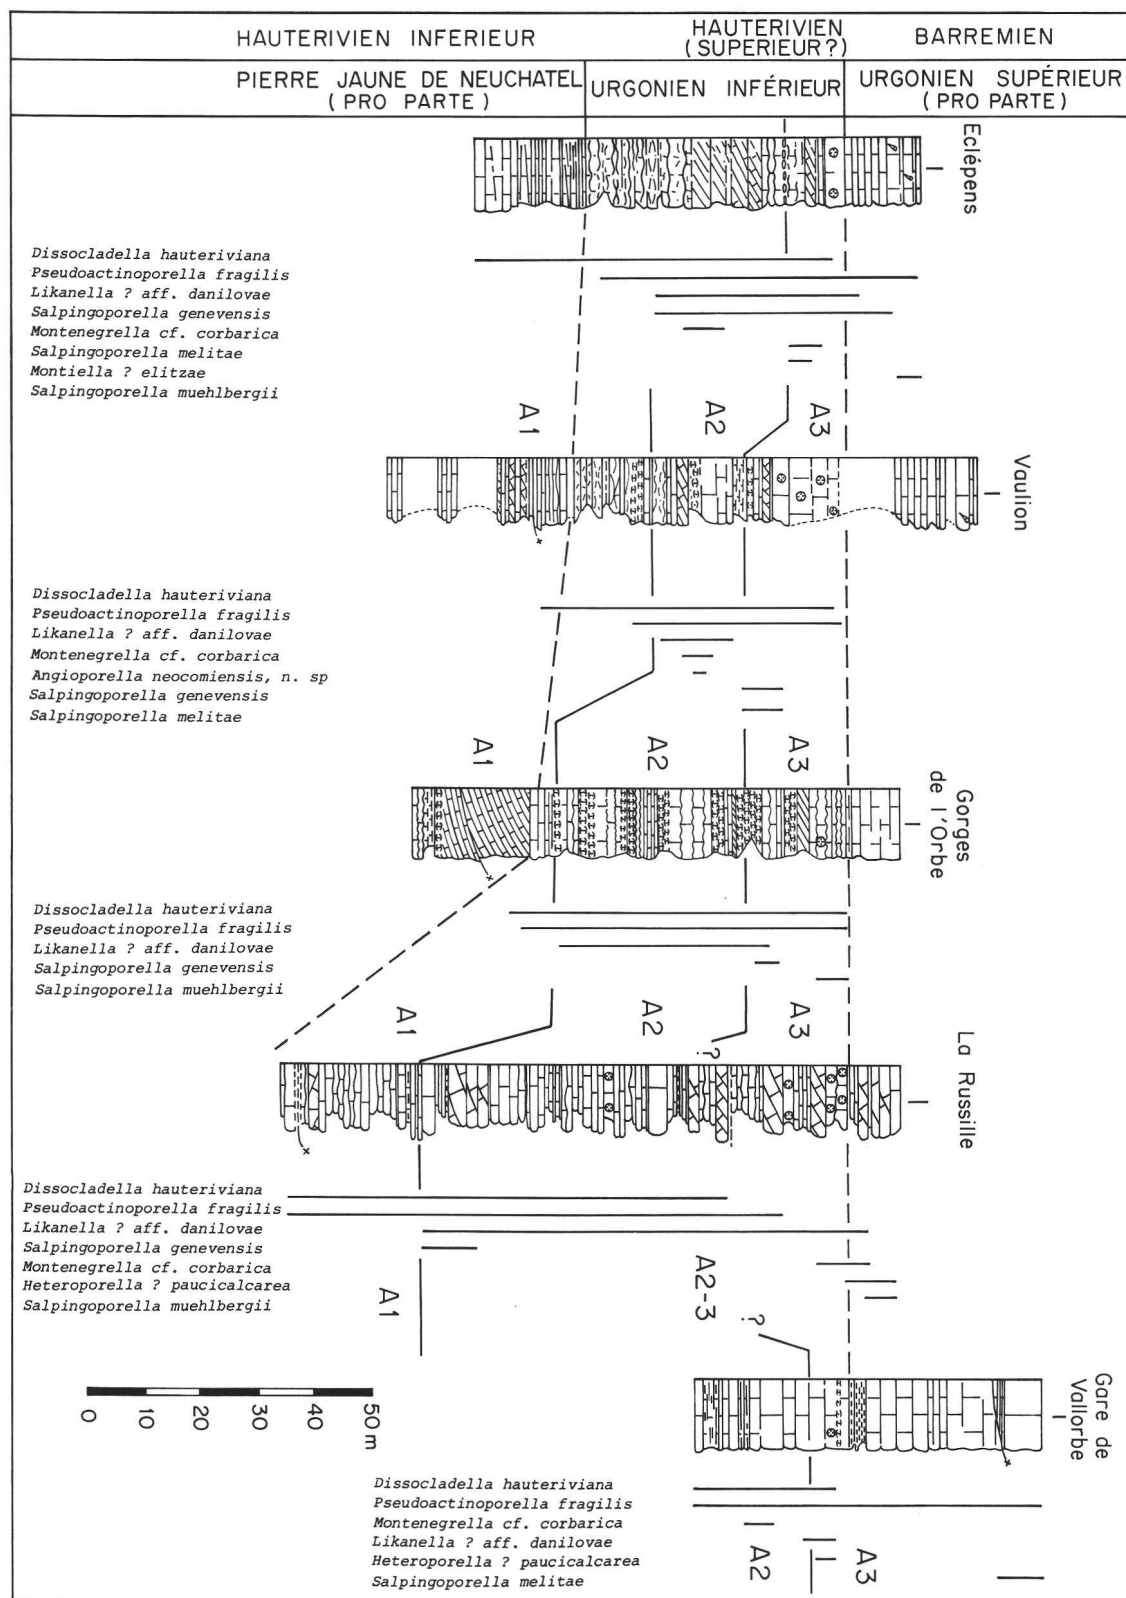 HAUTERIVIEN INFERIEUR
HAUTERIVIEN
(SUPERIEUR?)
BARREMIEN
PIERRE JAUNE DE NEUCHATEL
(PRO PARTE)
URGONIEN INFÉRIEUR
URGONIEN SUPÉRIEUR
(PRO PARTE)
Eclépens
Dissocladella hauteriviana
Pseudoactinoporella fragilis
Likanella ? aff. danilovae
Salpingoporella genevensis
Montenegrella cf. corbarica
Salpingoporella melitae
Montiella ? elitzae
Salpingoporella muehlbergii
A1
A2
A3
Vaulion
Dissocladella hauteriviana
Pseudoactinoporella fragilis
Likanella ? aff. danilovae
Montenegrella cf. corbarica
Angioporella neocomiensis, n. sp
Salpingoporella genevensis
Salpingoporella melitae
A1
A2
A3
Gorges
de l'Orbe
Dissocladella hauteriviana
Pseudoactinoporella fragilis
Likanella ? aff. danilovae
Salpingoporella genevensis
Salpingoporella muehlbergii
A1
A2
?
A3
La Russille
Dissocladella hauteriviana
Pseudoactinoporella fragilis
Likanella ? aff. danilovae
Salpingoporella genevensis
Montenegrella cf. corbarica
Heteroporella ? paucicalcarea
Salpingoporella muehlbergii
A1
A2-3
?
Gare de
Vallorbe
0 10 20 30 40 50 m
Dissocladella hauteriviana
Pseudoactinoporella fragilis
Montenegrella cf. corbarica
Likanella ? aff. danilovae
Heteroporella ? paucicalcarea
Salpingoporella melitae
A2
A3